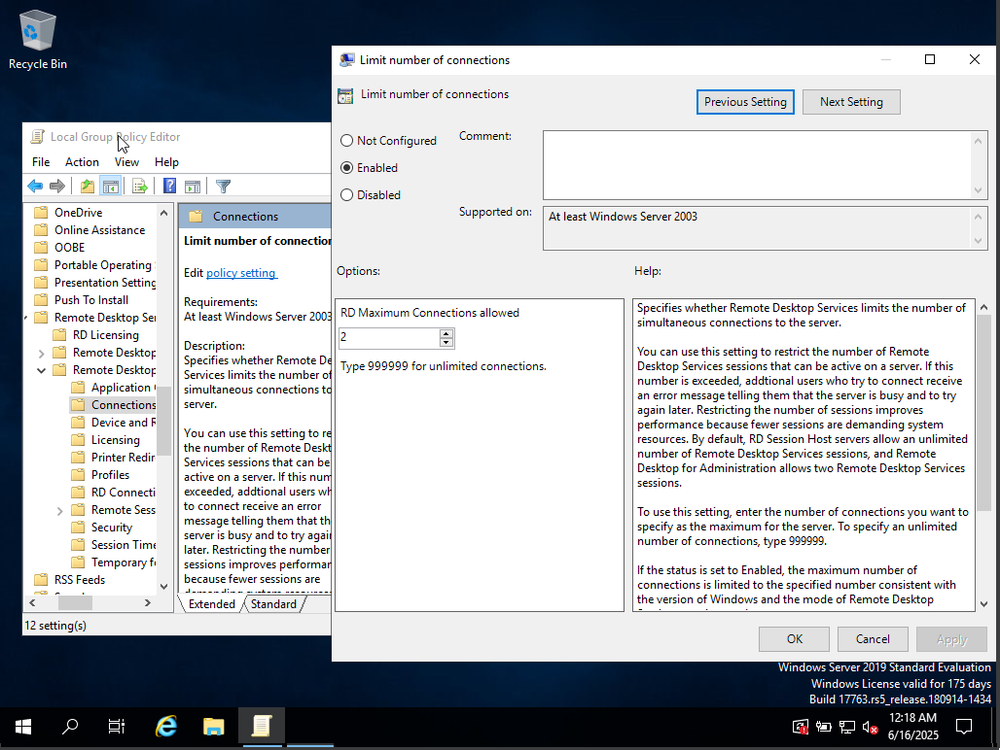 Recycle Bin
Local Group Policy Editor
File Action View Help
OneDrive
Online Assistance
OOBE
Portable Operating
Presentation Setting
Push To Install
Remote Desktop Ser
RD Licensing
Remote Desktop
Remote Desktop
Application
Connections
Device and R
Licensing
Printer Redir
Profiles
RD Connecti
Remote Sess
Security
Session Time
Temporary f
RSS Feeds
Connections
Limit number of connection
Edit policy setting
Requirements:
At least Windows Server 2003
Description:
Specifies whether Remote De
Services limits the number of
simultaneous connections to
server.
You can use this setting to re
the number of Remote Deskt
Services sessions that can be
active on a server. If this num
exceeded, addtional users wh
to connect receive an error
message telling them that th
server is busy and to try agai
later. Restricting the number
sessions improves performan
because fewer sessions are
demanding system resources
Extended Standard
12 setting(s)
Limit number of connections
Limit number of connections
Previous Setting Next Setting
Not Configured
Enabled
Disabled
Comment:
Supported on:
At least Windows Server 2003
Options:
RD Maximum Connections allowed
2
Type 999999 for unlimited connections.
Help:
Specifies whether Remote Desktop Services limits the number of
simultaneous connections to the server.
You can use this setting to restrict the number of Remote
Desktop Services sessions that can be active on a server. If this
number is exceeded, addtional users who try to connect receive
an error message telling them that the server is busy and to try
again later. Restricting the number of sessions improves
performance because fewer sessions are demanding system
resources. By default, RD Session Host servers allow an unlimited
number of Remote Desktop Services sessions, and Remote
Desktop for Administration allows two Remote Desktop Services
sessions.
To use this setting, enter the number of connections you want to
specify as the maximum for the server. To specify an unlimited
number of connections, type 999999.
If the status is set to Enabled, the maximum number of
connections is limited to the specified number consistent with
the version of Windows and the mode of Remote Desktop
OK Cancel Apply
Windows Server 2019 Standard Evaluation
Windows License valid for 175 days
Build 17763.rs5_release.180914-1434
12:18 AM
6/16/2025